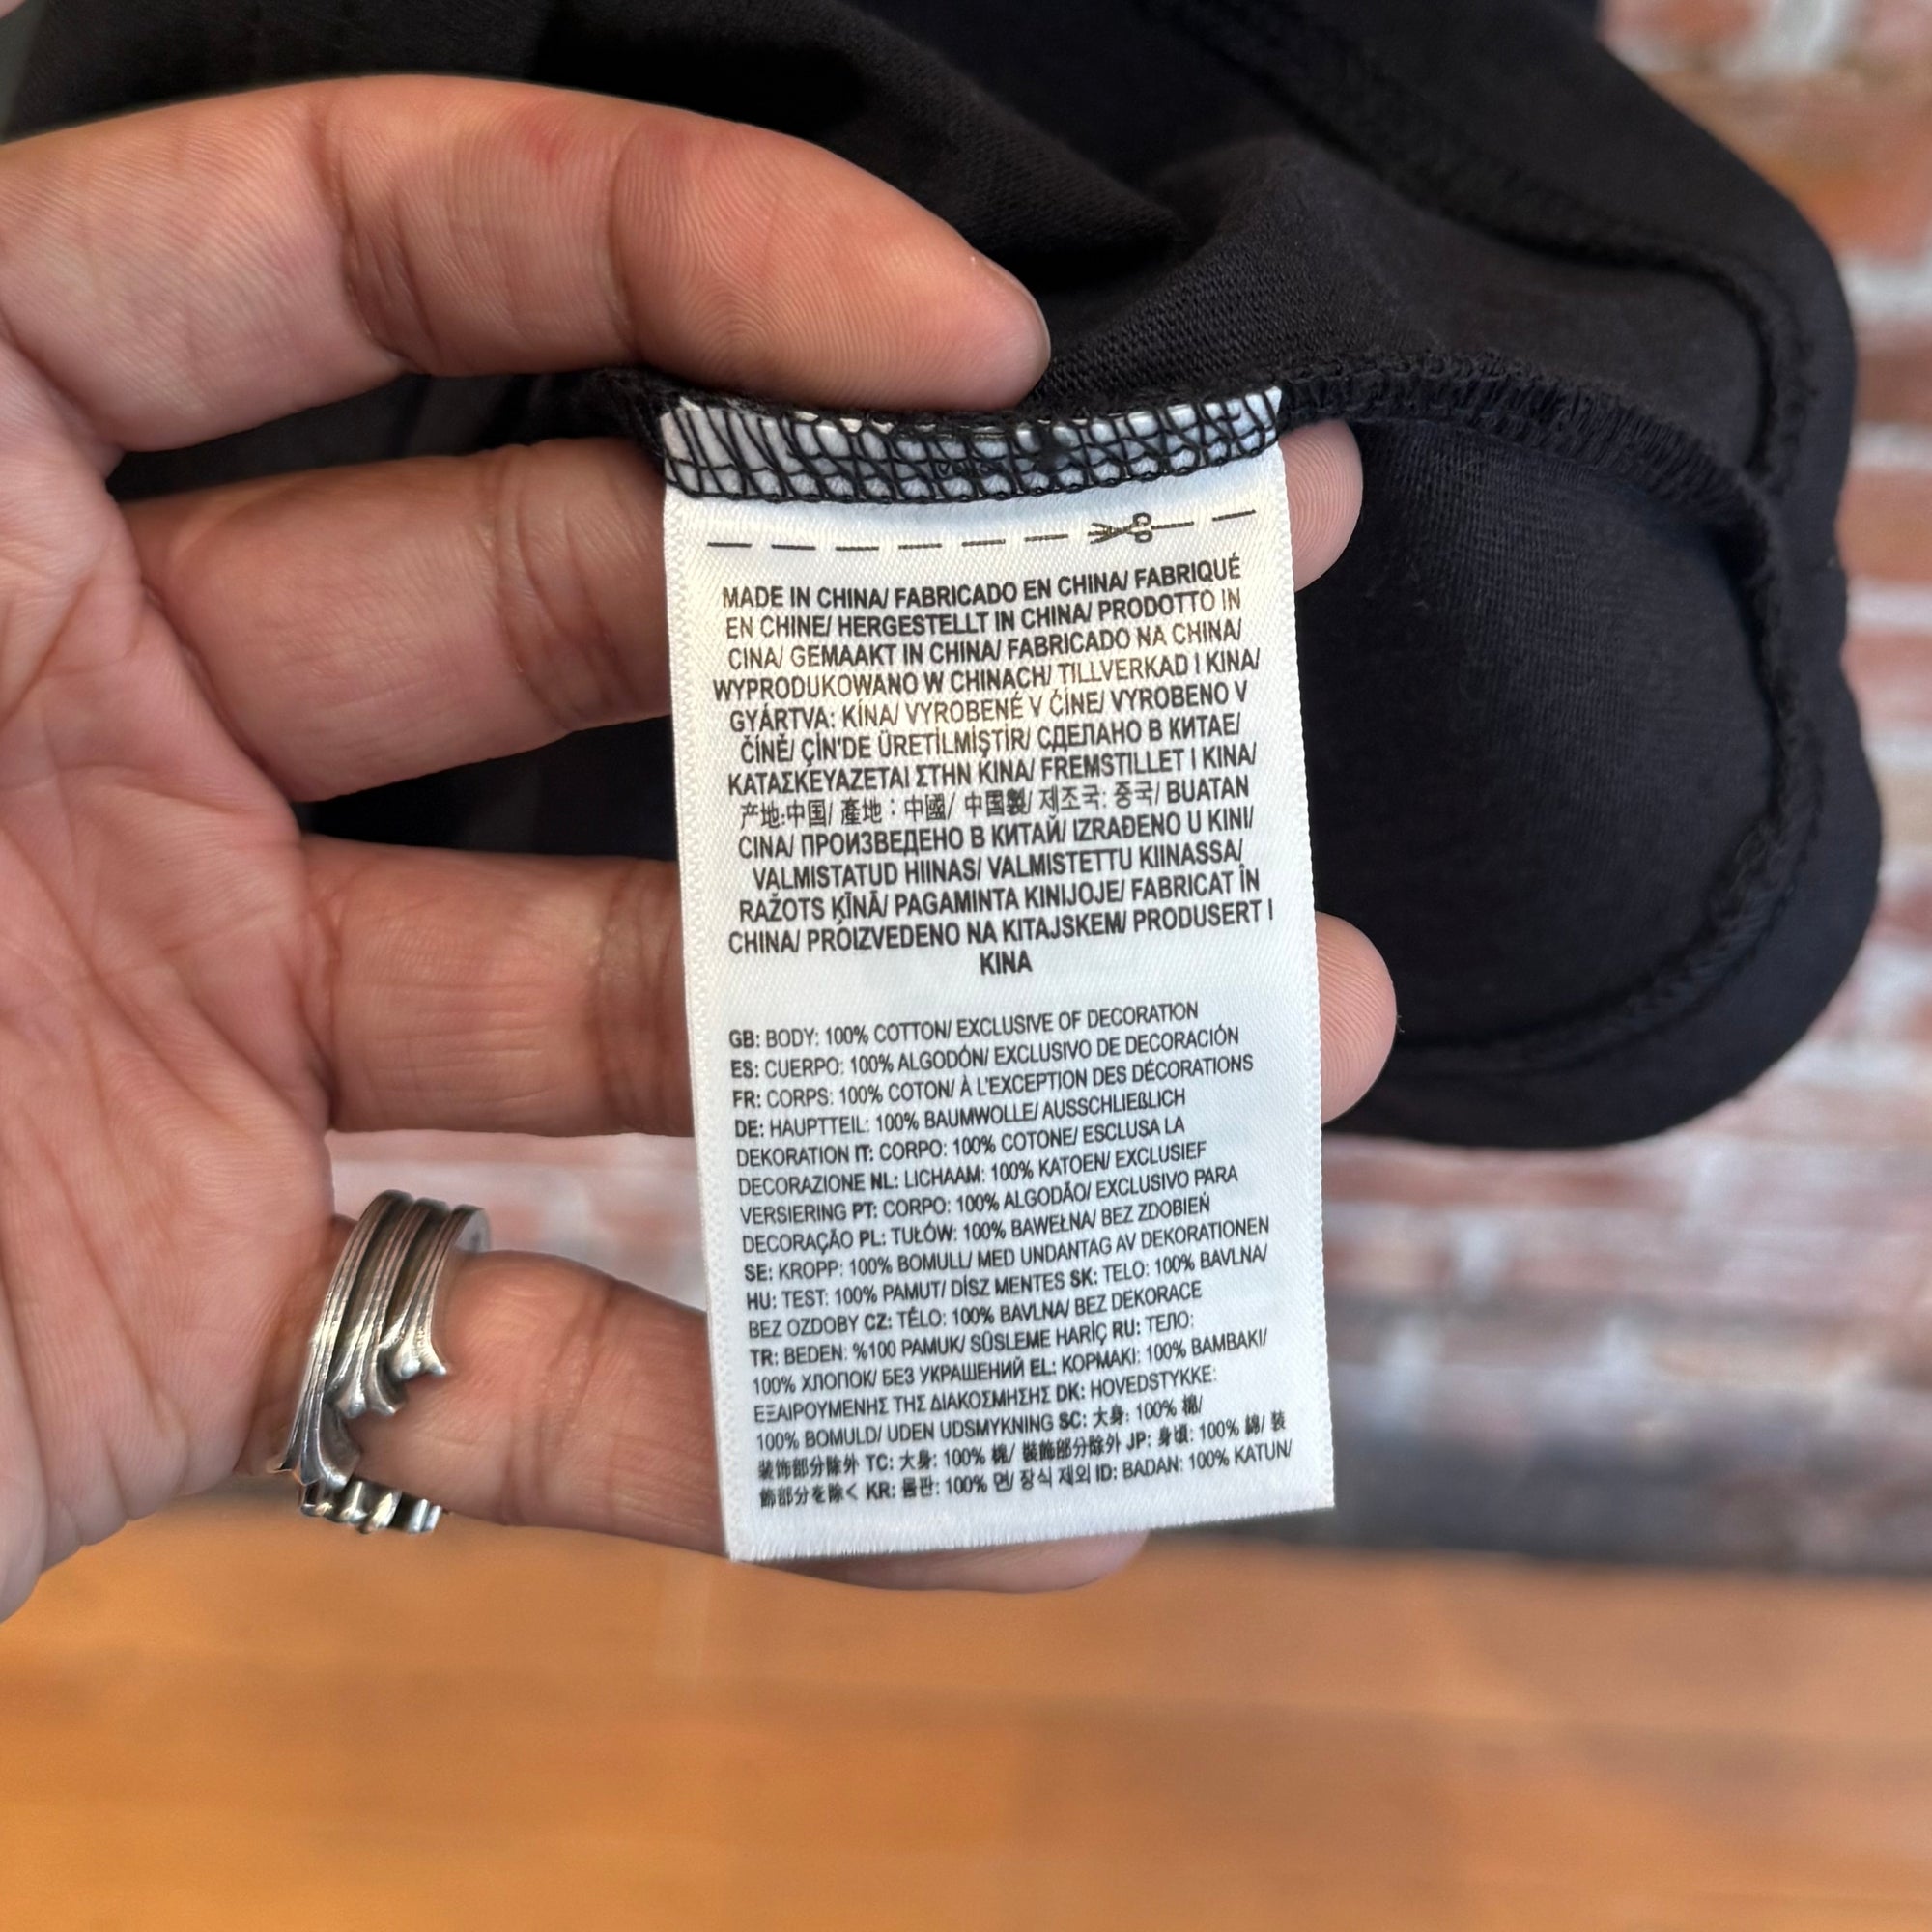 MADE IN CHINA/ FABRICADO EN CHINA/ FABRIQUÉ
EN CHINE/ HERGESTELLT IN CHINA/ PRODOTTO IN
CINA/ GEMAAKT IN CHINA/ FABRICADO NA CHINA/
WYPRODUKOWANO W CHINACH/ TILLVERKAD I KINA/
GYÁRTVA: KÍNA/ VYROBENÉ V ČÍNE/ VYROBENO V
ČÍNĚ/ ÇİN'DE ÜRETİLMİŞTİR/ СДЕЛАНО В КИТАЕ/
ΚΑΤΑΣΚΕΥΑΖΕΤΑΙ ΣΤΗΝ ΚΙΝΑ/ FREMSTILLET I KINA/
产地:中国/ 產地：中國/ 中国製/ 제조국: 중국/ BUATAN
CINA/ ПРОИЗВЕДЕНО В КИТАЙ/ IZRAĐENO U KINI/
VALMISTATUD HIINAS/ VALMISTETTU KIINASSA/
RAŽOTS ĶĪNĀ/ PAGAMINTA KINIJOJE/ FABRICAT ÎN
CHINA/ PROIZVEDENO NA KITAJSKEM/ PRODUSERT I
KINA
GB: BODY: 100% COTTON/ EXCLUSIVE OF DECORATION
ES: CUERPO: 100% ALGODÓN/ EXCLUSIVO DE DECORACIÓN
FR: CORPS: 100% COTON/ À L'EXCEPTION DES DÉCORATIONS
DE: HAUPTTEIL: 100% BAUMWOLLE/ AUSSCHLIEßLICH
DEKORATION IT: CORPO: 100% COTONE/ ESCLUSA LA
DECORAZIONE NL: LICHAAM: 100% KATOEN/ EXCLUSIEF
VERSIERING PT: CORPO: 100% ALGODÃO/ EXCLUSIVO PARA
DECORAÇÃO PL: TUŁÓW: 100% BAWEŁNA/ BEZ ZDOBIEŃ
SE: KROPP: 100% BOMULL/ MED UNDANTAG AV DEKORATIONEN
HU: TEST: 100% PAMUT/ DÍSZ MENTES SK: TELO: 100% BAVLNA/
BEZ OZDOBY CZ: TĚLO: 100% BAVLNA/ BEZ DEKORACE
TR: BEDEN: %100 PAMUK/ SÜSLEME HARİÇ RU: ТЕЛО:
100% ХЛОПОК/ БЕЗ УКРАШЕНИЙ EL: ΚΟΡΜΑΚΙ: 100% ΒΑΜΒΑΚΙ/
ΕΞΑΙΡΟΥΜΕΝΗΣ ΤΗΣ ΔΙΑΚΟΣΜΗΣΗΣ DK: HOVEDSTYKKE:
100% BOMULD/ UDEN UDSMYKNING SC: 大身: 100% 棉/
装饰部分除外 TC: 大身: 100% 棉/ 裝飾部分除外 JP: 身頃: 100% 綿/ 装
飾部分を除く KR: 몸판: 100% 면/ 장식 제외 ID: BADAN: 100% KATUN/